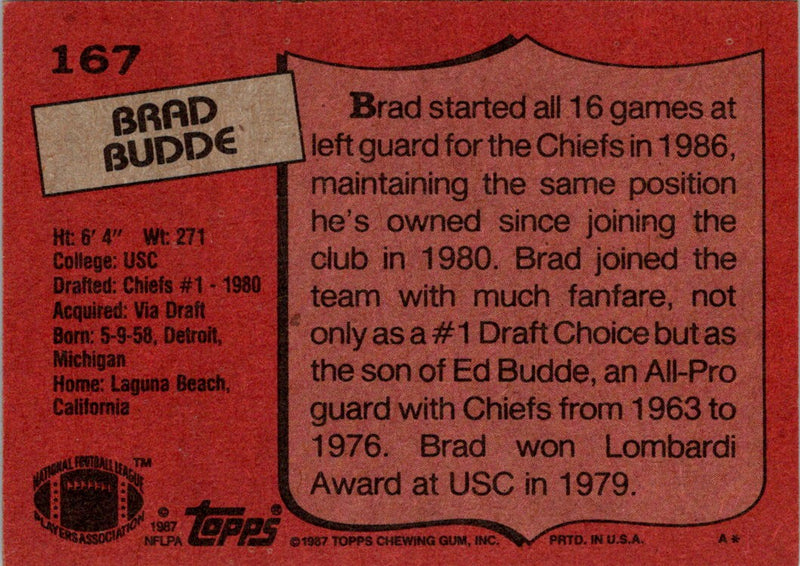 167
BRAD
BUDDE
Ht: 6' 4" Wt: 271
College: USC
Drafted: Chiefs #1 - 1980
Acquired: Via Draft
Born: 5-9-58, Detroit,
Michigan
Home: Laguna Beach,
California
Brad started all 16 games at
left guard for the Chiefs in 1986,
maintaining the same position
he's owned since joining the
club in 1980. Brad joined the
team with much fanfare, not
only as a #1 Draft Choice but as
the son of Ed Budde, an All-Pro
guard with Chiefs from 1963 to
1976. Brad won Lombardi
Award at USC in 1979.
NATIONAL FOOTBALL LEAGUE ™
PLAYERS ASSOCIATION
© 1987 NFLPA
topps®
©1987 TOPPS CHEWING GUM, INC. PRTD. IN U.S.A. A*